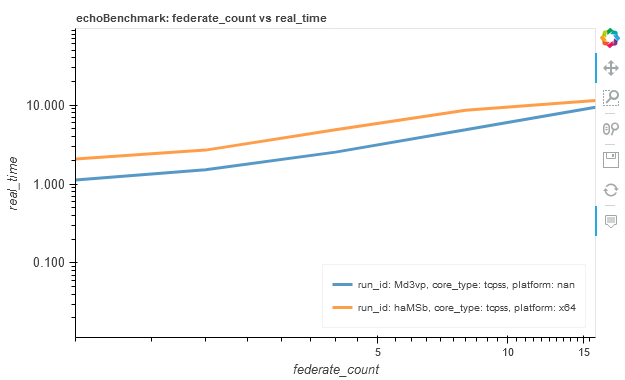 echoBenchmark: federate_count vs real_time
10.000
1.000
0.100
real_time
run_id: Md3vp, core_type: tcpss, platform: nan
run_id: haMSb, core_type: tcpss, platform: x64
5
10
15
federate_count